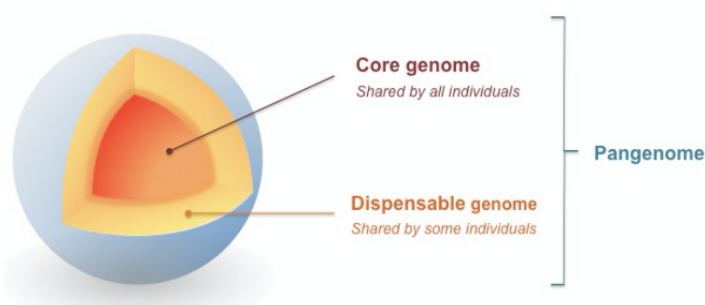 Core genome
Shared by all individuals
Pangenome
Dispensable genome
Shared by some individuals